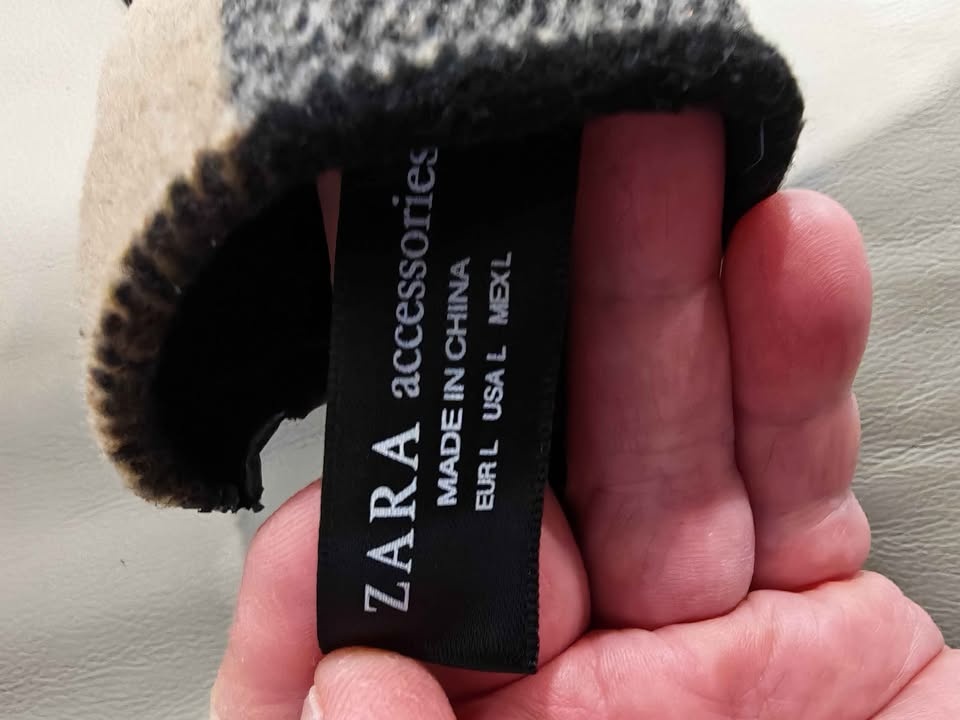 ZARA accessories
MADE IN CHINA
EUR L USA L MEX L